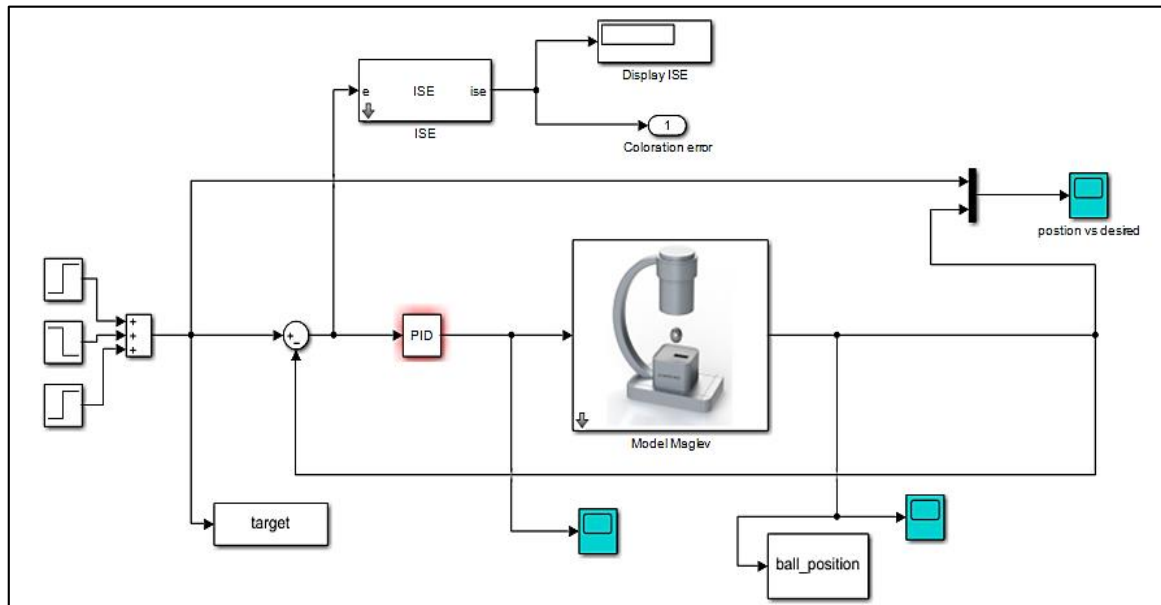 Display ISE
e ISE ise
ISE
1
Coloration error
postion vs desired
+
+
+
+
-
PID
Model Maglev
target
ball_position